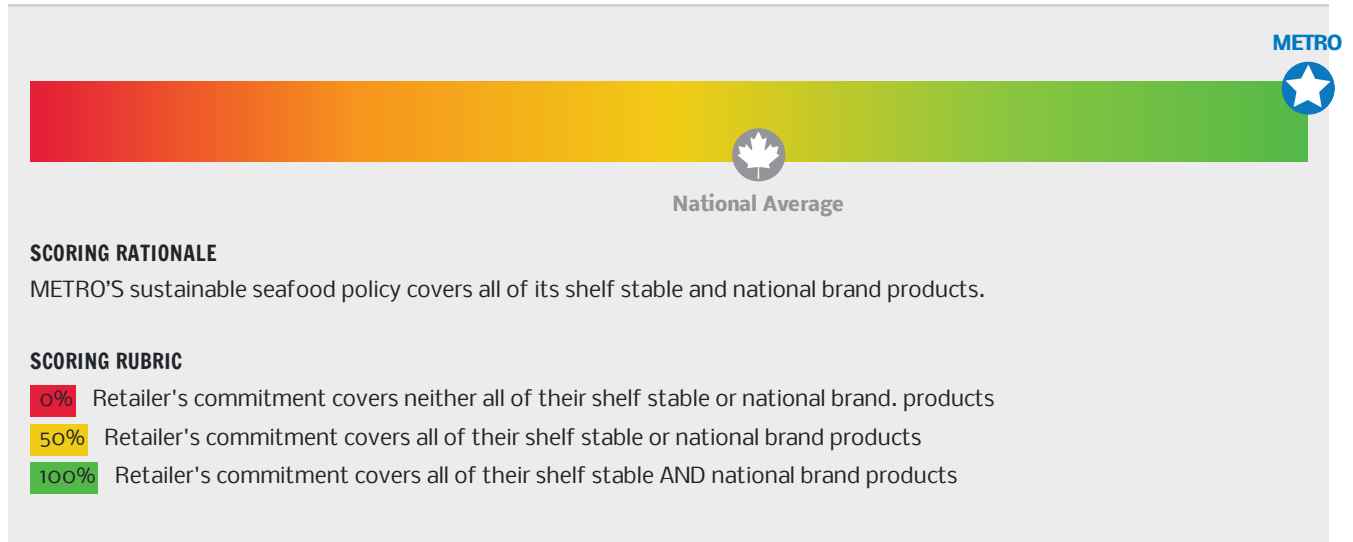 METRO
National Average
SCORING RATIONALE
METRO’S sustainable seafood policy covers all of its shelf stable and national brand products.
SCORING RUBRIC
0% Retailer's commitment covers neither all of their shelf stable or national brand. products
50% Retailer's commitment covers all of their shelf stable or national brand products
100% Retailer's commitment covers all of their shelf stable AND national brand products